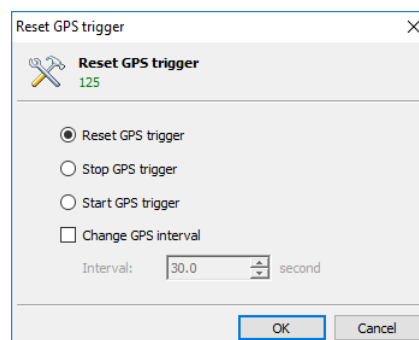 Reset GPS trigger
Reset GPS trigger
125
Reset GPS trigger
Stop GPS trigger
Start GPS trigger
Change GPS interval
Interval: 30.0 second
OK Cancel